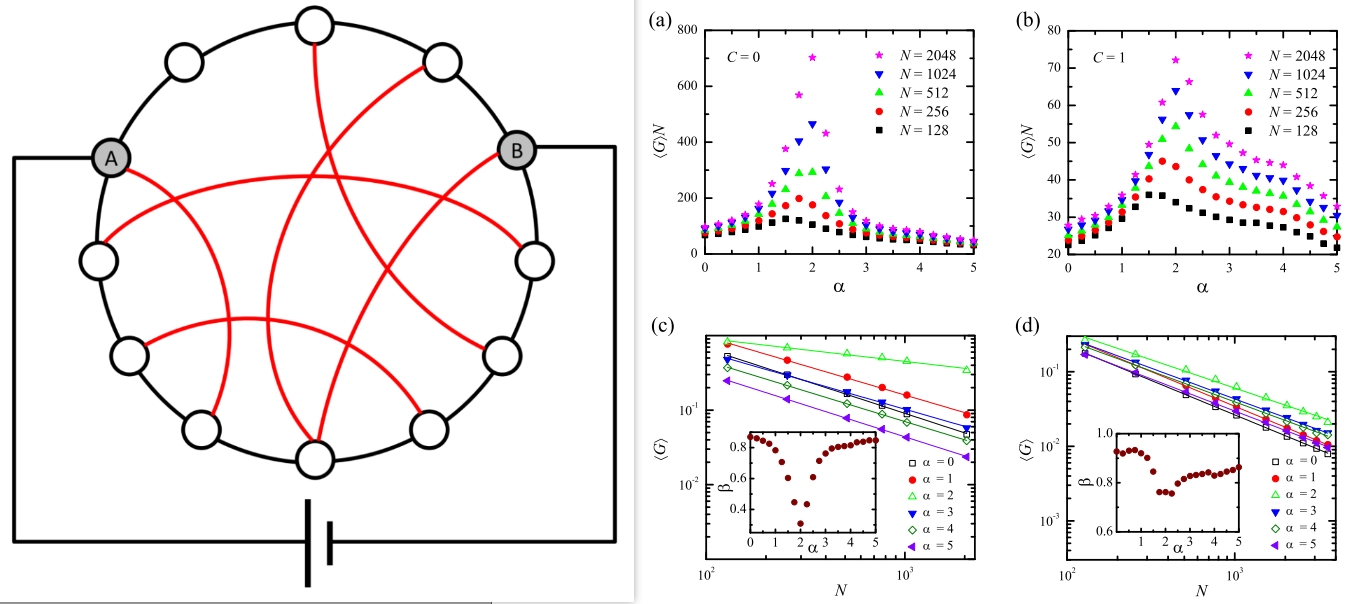 A
B
(a)
800
600
400
200
0
⟨G⟩N
C = 0
N = 2048
N = 1024
N = 512
N = 256
N = 128
0 1 2 3 4 5
α
(b)
80
70
60
50
40
30
20
⟨G⟩N
C = 1
N = 2048
N = 1024
N = 512
N = 256
N = 128
0 1 2 3 4 5
α
(c)
10⁻¹
10⁻²
⟨G⟩
0.8
0.6
0.4
β
0 1 2 3 4 5
α
α = 0
α = 1
α = 2
α = 3
α = 4
α = 5
10² 10³
N
(d)
10⁻¹
10⁻²
10⁻³
⟨G⟩
1.0
0.8
0.6
β
1 2 3 4 5
α
α = 0
α = 1
α = 2
α = 3
α = 4
α = 5
10² 10³
N